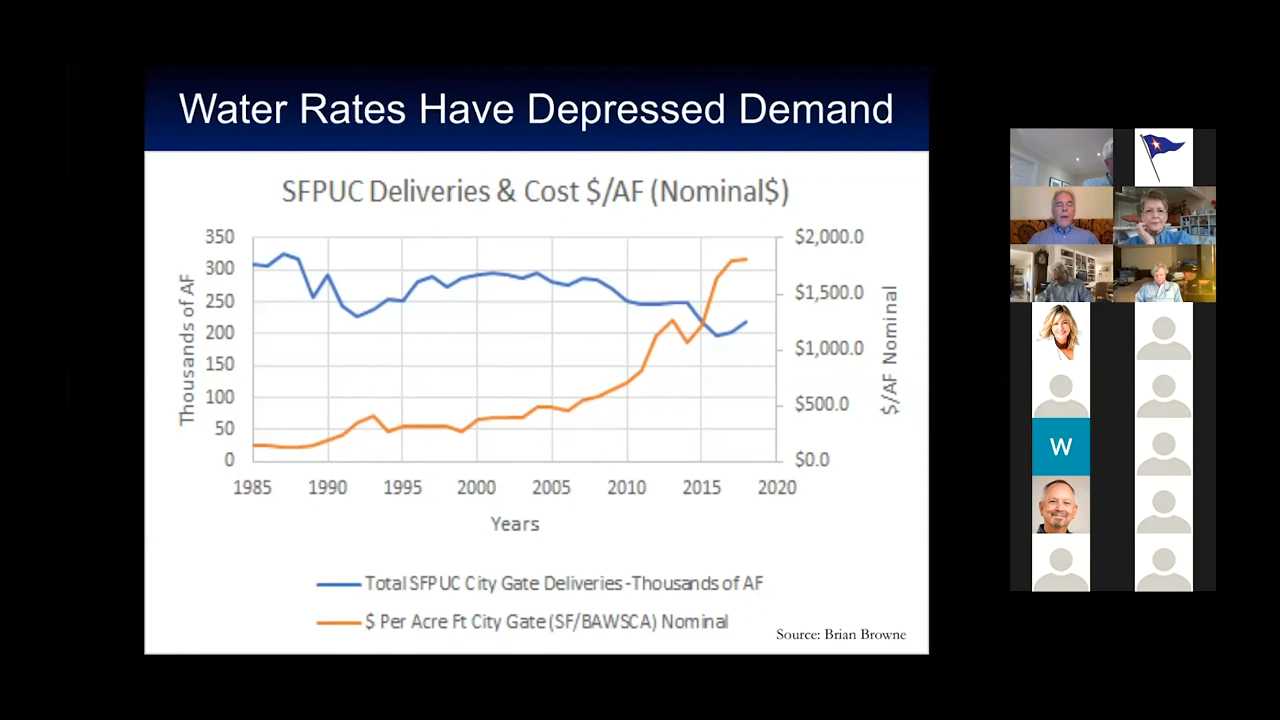 Water Rates Have Depressed Demand
SFPUC Deliveries & Cost $/AF (Nominal$)
350
300
250
200
150
100
50
0
Thousands of AF
$2,000.0
$1,500.0
$1,000.0
$500.0
$0.0
$/AF Nominal
1985 1990 1995 2000 2005 2010 2015 2020
Years
Total SFPUC City Gate Deliveries -Thousands of AF
$ Per Acre Ft City Gate (SF/BAWSCA) Nominal
Source: Brian Browne
W